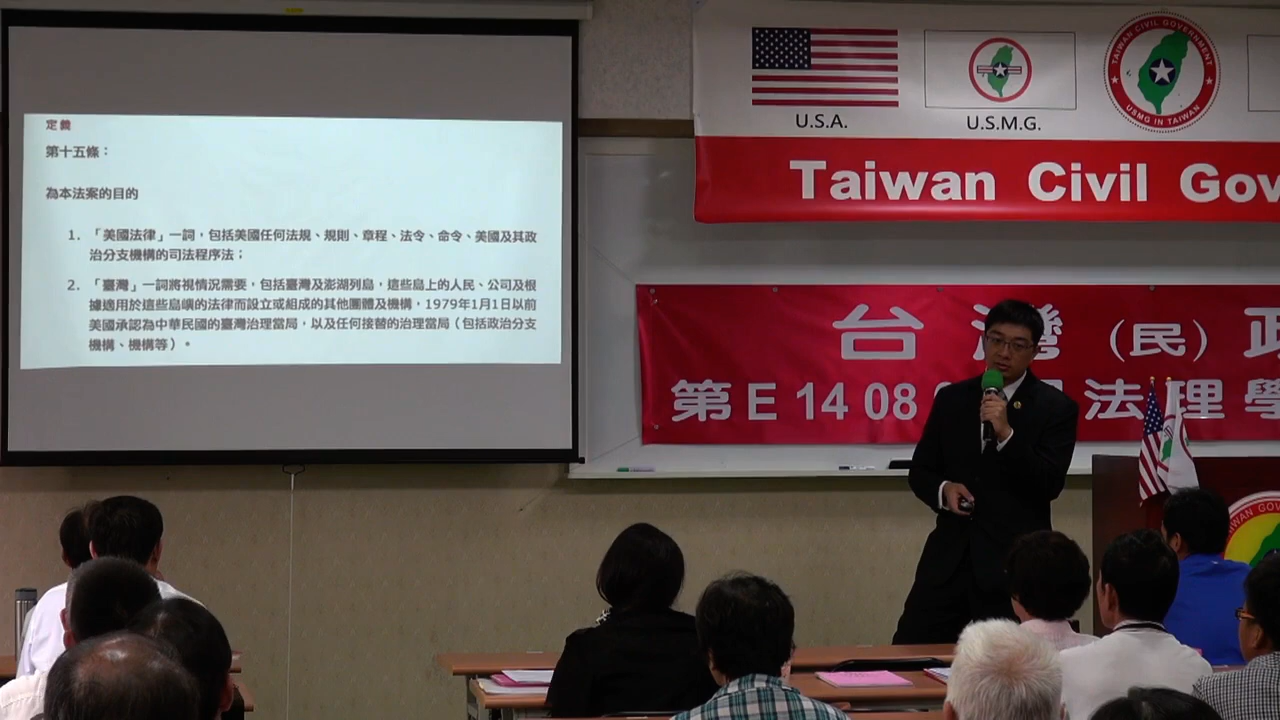 定義
第十五條：
為本法案的目的
1. 「美國法律」一詞，包括美國任何法規、規則、章程、法令、命令、美國及其政
治分支機構的司法程序法；
2. 「臺灣」一詞將視情況需要，包括臺灣及澎湖列島，這些島上的人民、公司及根
據適用於這些島嶼的法律而設立或組成的其他團體及機構，1979年1月1日以前
美國承認為中華民國的臺灣治理當局，以及任何接替的治理當局（包括政治分支
機構、機構等）。
U.S.A.
U.S.M.G.
TAIWAN CIVIL GOVERNMENT
USMG IN TAIWAN
Taiwan Civil Gov
台灣（民）政
第E 14 08
法理學